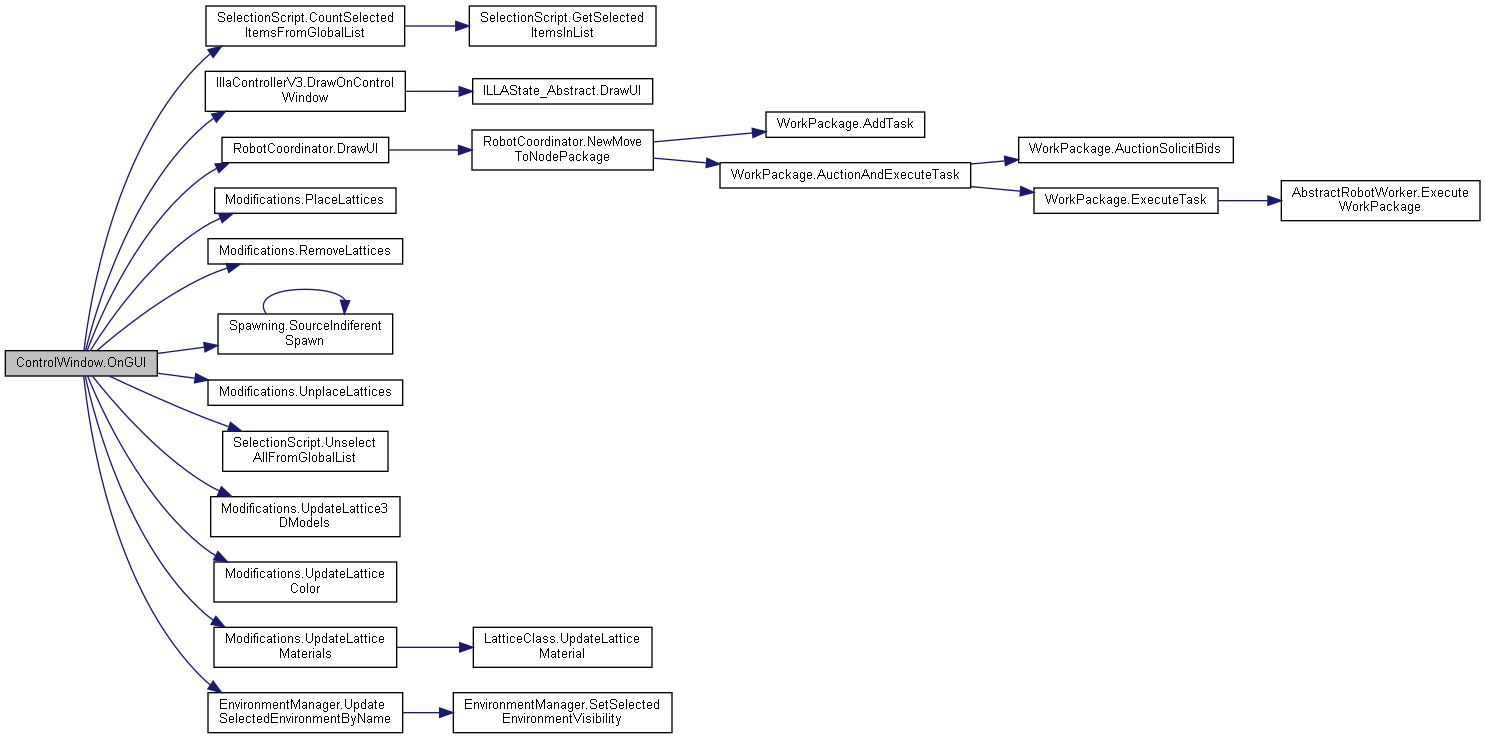 SelectionScript.CountSelected
ItemsFromGlobalList
SelectionScript.GetSelected
ItemsInList
IllaControllerV3.DrawOnControl
Window
ILLAState_Abstract.DrawUI
RobotCoordinator.DrawUI
RobotCoordinator.NewMove
ToNodePackage
WorkPackage.AddTask
WorkPackage.AuctionAndExecuteTask
WorkPackage.AuctionSolicitBids
WorkPackage.ExecuteTask
AbstractRobotWorker.Execute
WorkPackage
Modifications.PlaceLattices
Modifications.RemoveLattices
Spawning.SourceIndiferent
Spawn
ControlWindow.OnGUI
Modifications.UnplaceLattices
SelectionScript.Unselect
AllFromGlobalList
Modifications.UpdateLattice3
DModels
Modifications.UpdateLattice
Color
Modifications.UpdateLattice
Materials
LatticeClass.UpdateLattice
Material
EnvironmentManager.Update
SelectedEnvironmentByName
EnvironmentManager.SetSelected
EnvironmentVisibility